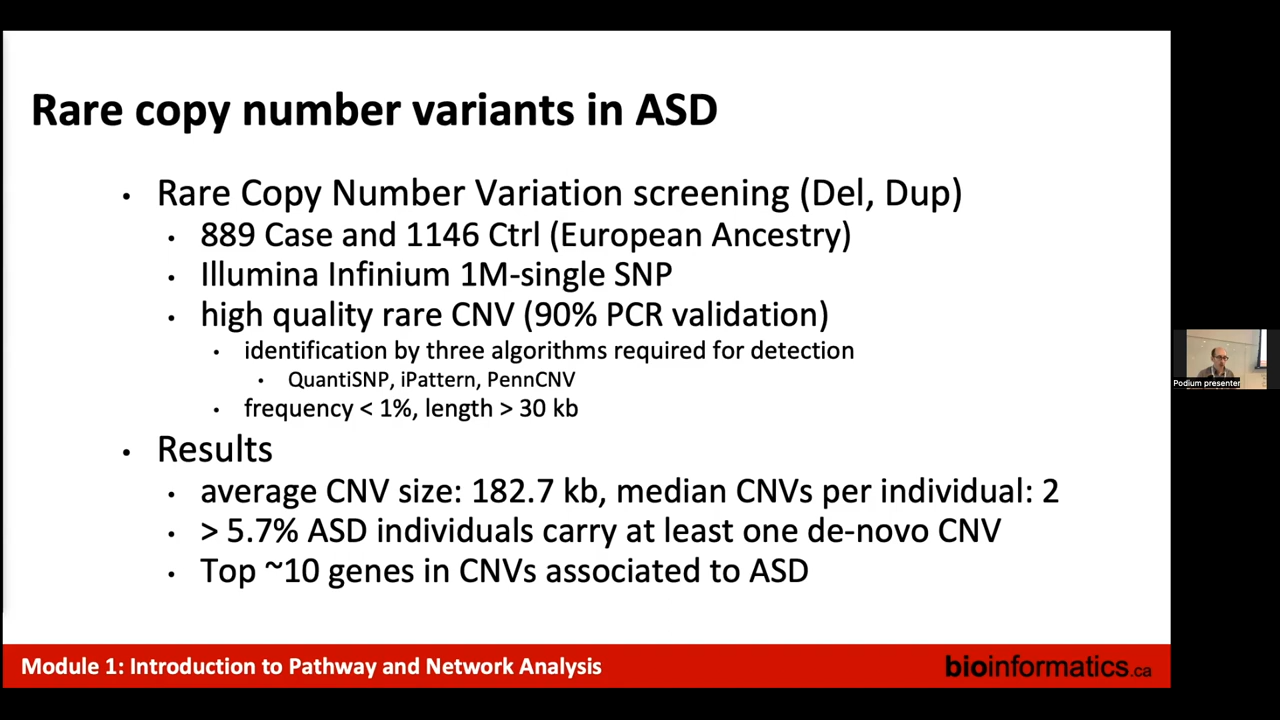 Rare copy number variants in ASD
• Rare Copy Number Variation screening (Del, Dup)
• 889 Case and 1146 Ctrl (European Ancestry)
• Illumina Infinium 1M-single SNP
• high quality rare CNV (90% PCR validation)
• identification by three algorithms required for detection
• QuantiSNP, iPattern, PennCNV
• frequency < 1%, length > 30 kb
• Results
• average CNV size: 182.7 kb, median CNVs per individual: 2
• > 5.7% ASD individuals carry at least one de-novo CNV
• Top ~10 genes in CNVs associated to ASD
Podium presenter
Module 1: Introduction to Pathway and Network Analysis
bioinformatics.ca